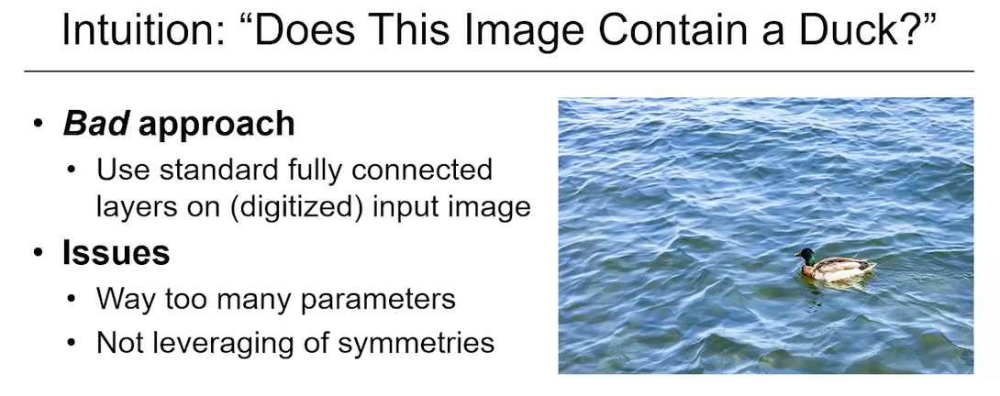 Intuition: “Does This Image Contain a Duck?”
• Bad approach
• Use standard fully connected
layers on (digitized) input image
• Issues
• Way too many parameters
• Not leveraging of symmetries